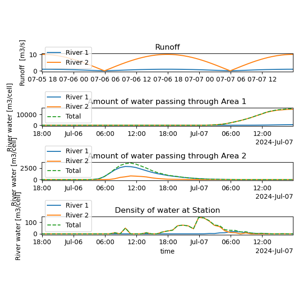 Runoff
Runoff [m3/s]
10
0
River 1
River 2
07-05 18 07-06 00 07-06 06 07-06 12 07-06 18 07-07 00 07-07 06 07-07 12
Amount of water passing through Area 1
River water [m3/cell]
10000
0
River 1
River 2
Total
18:00 Jul-06 06:00 12:00 18:00 Jul-07 06:00 12:00
2024-Jul-07
Amount of water passing through Area 2
River water [m3/cell]
2500
0
River 1
River 2
Total
18:00 Jul-06 06:00 12:00 18:00 Jul-07 06:00 12:00
2024-Jul-07
Density of water at Station
River water [m3/cell]
100
0
River 1
River 2
Total
18:00 Jul-06 06:00 12:00 18:00 Jul-07 06:00 12:00
time
2024-Jul-07